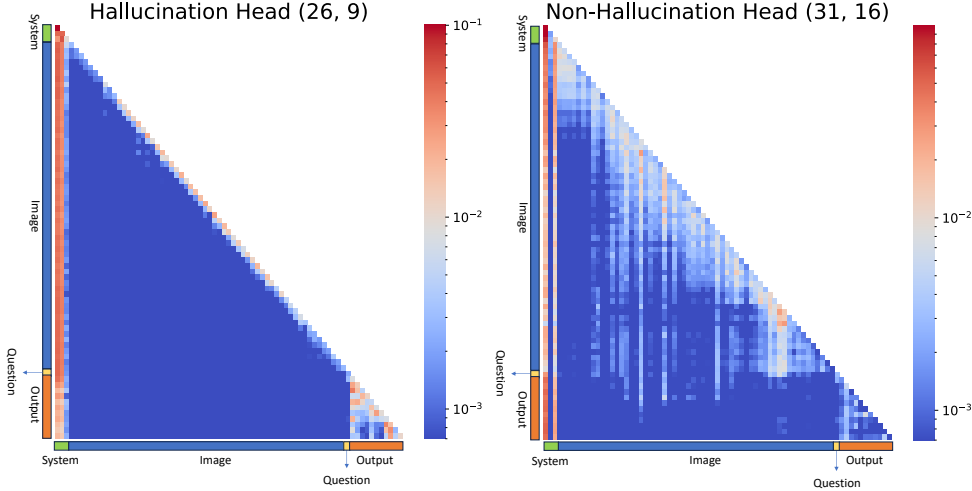 Hallucination Head (26, 9)
System
Image
Question
Output
System
Image
Output
Question
10⁻¹
10⁻²
10⁻³
Non-Hallucination Head (31, 16)
System
Image
Question
Output
System
Image
Output
Question
10⁻²
10⁻³